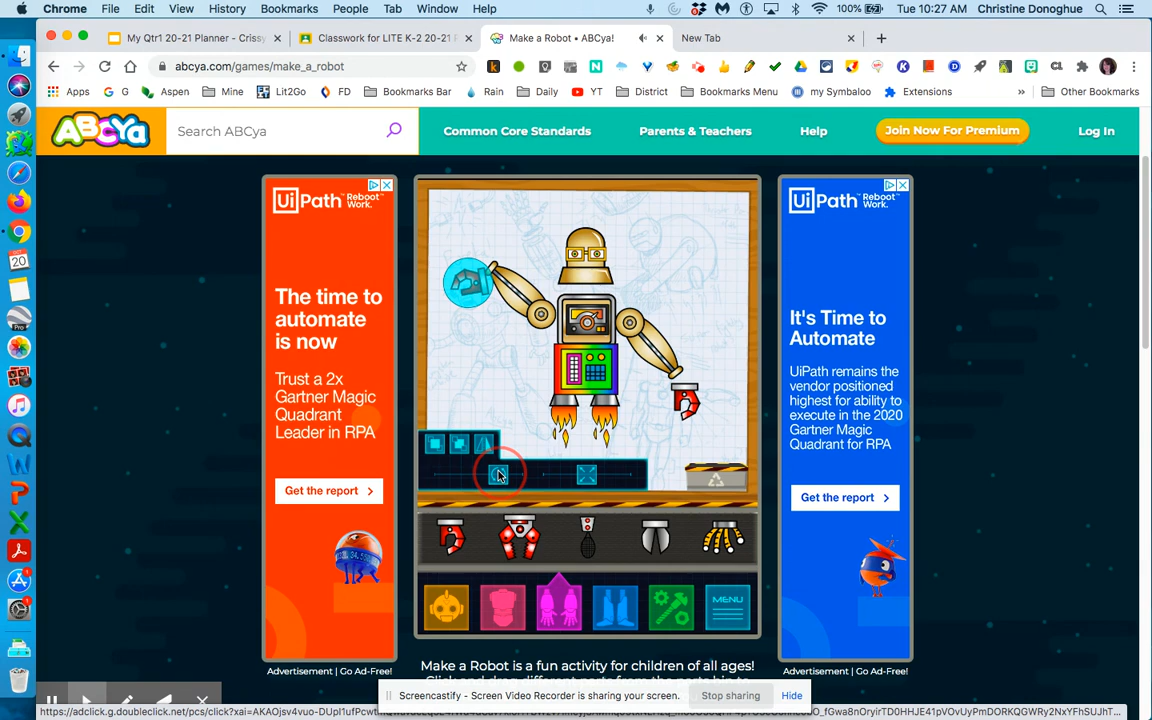 Chrome File Edit View History Bookmarks People Tab Window Help 100% Tue 10:27 AM Christine Donoghue
My Qtr1 20-21 Planner - Crissy × Classwork for LITE K-2 20-21 × Make a Robot • ABCya! × New Tab × +
abcya.com/games/make_a_robot
Apps G Aspen Mine Lit2Go FD Bookmarks Bar Rain Daily YT District Bookmarks Menu my Symbaloo Extensions » Other Bookmarks
ABCya Search ABCya Common Core Standards Parents & Teachers Help Join Now For Premium Log In
UiPath™ Reboot Work.
The time to
automate
is now
Trust a 2x
Gartner Magic
Quadrant
Leader in RPA
Get the report
UiPath™ Reboot Work.
It's Time to
Automate
UiPath remains the
vendor positioned
highest for ability to
execute in the 2020
Gartner Magic
Quadrant for RPA
Get the report
MENU
Advertisement | Go Ad-Free!
Advertisement | Go Ad-Free!
Make a Robot is a fun activity for children of all ages!
Screencastify - Screen Video Recorder is sharing your screen. Stop sharing Hide